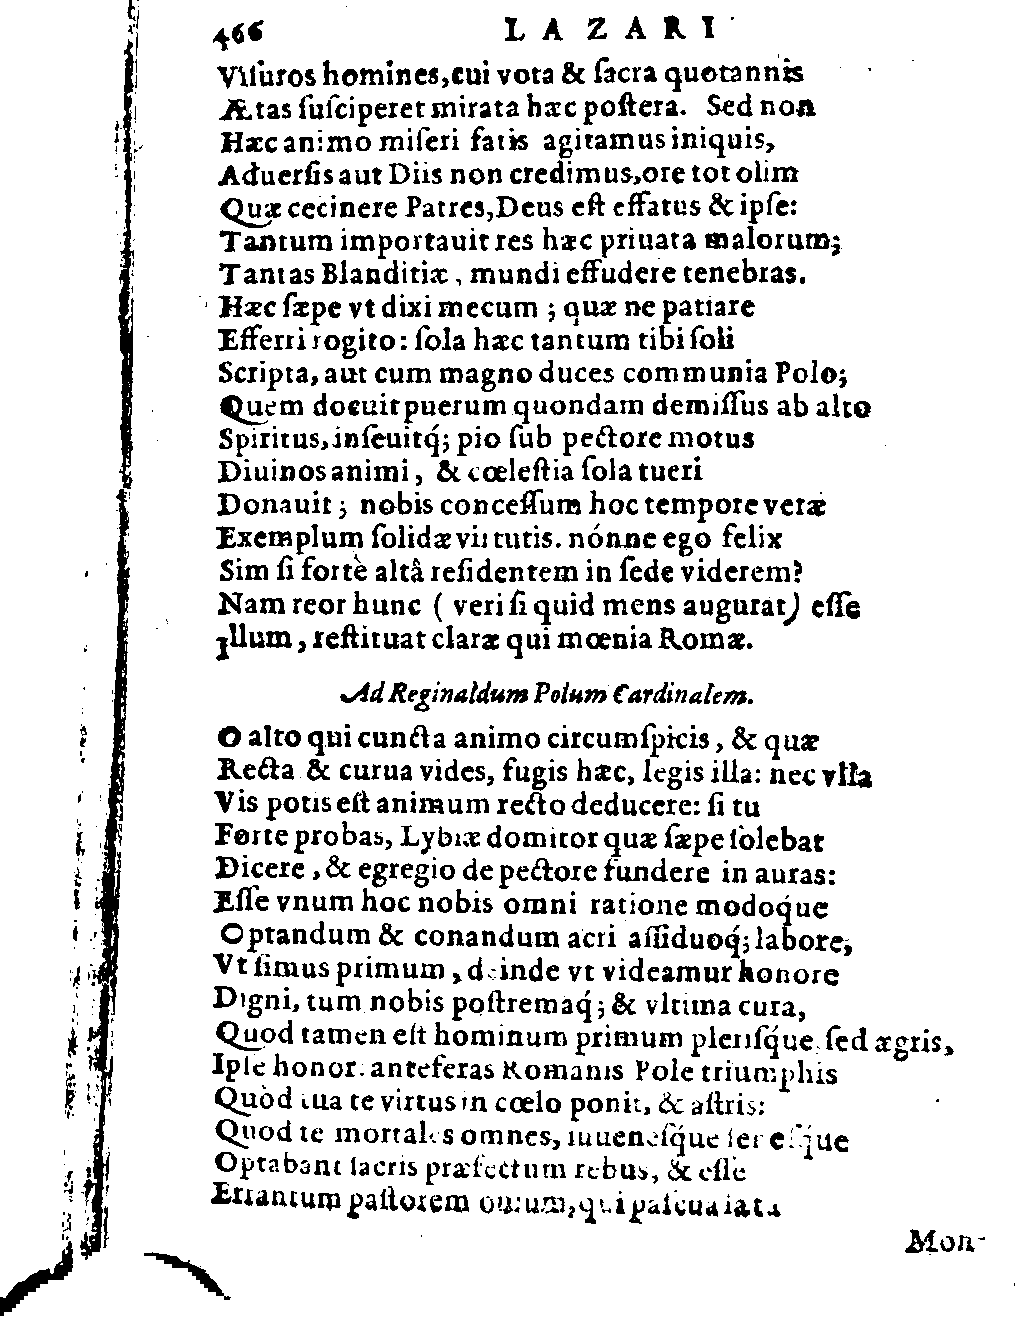 466 LAZARI
Viſuros homines, cui vota & ſacra quotannis
Ætas ſuſciperet mirata hæc poſtera. Sed non
Hæc animo miſeri fatis agitamus iniquis,
Aduerſis aut Diis non credimus, ore tot olim
Quæ cecinere Patres, Deus eſt effatus & ipſe:
Tantum importauit res hæc priuata malorum;
Tantas Blanditiæ, mundi effudere tenebras.
Hæc ſæpe vt dixi mecum ; quæ ne patiare
Efferri rogito: ſola hæc tantum tibi ſoli
Scripta, aut cum magno duces communia Polo;
Quem docuit puerum quondam demiſſus ab alto
Spiritus, inſeuitq́; pio ſub pectore motus
Diuinos animi, & cœleſtia ſola tueri
Donauit; nobis conceſſum hoc tempore veræ
Exemplum ſolidæ virtutis. nónne ego felix
Sim ſi fortè altâ reſidentem in ſede viderem?
Nam reor hunc ( veri ſi quid mens augurat) eſſe
Illum, reſtituat claræ qui mœnia Romæ.
Ad Reginaldum Polum Cardinalem.
O alto qui cuncta animo circumſpicis, & quæ
Recta & curua vides, fugis hæc, legis illa: nec vlla
Vis potis eſt animum recto deducere: ſi tu
Forte probas, Lybiæ domitor quæ ſæpe ſolebat
Dicere, & egregio de pectore fundere in auras:
Eſſe vnum hoc nobis omni ratione modoq́ue
Optandum & conandum acri aſſiduoq́; labore,
Vt ſimus primum, deinde vt videamur honore
Digni, tum nobis poſtremaq́; & vltima cura,
Quod tamen eſt hominum primum pleriſq́ue, ſed ægris,
Ipſe honor. anteferas Romanis Pole triumphis
Quòd tua te virtus in cœlo ponit, & aſtris:
Quod te mortales omnes, iuueneſq́ue ſeneſq́ue
Optabant ſacris præfectum rebus, & eſſe
Errantum paſtorem ouium, qui paſcua lata
Mon-